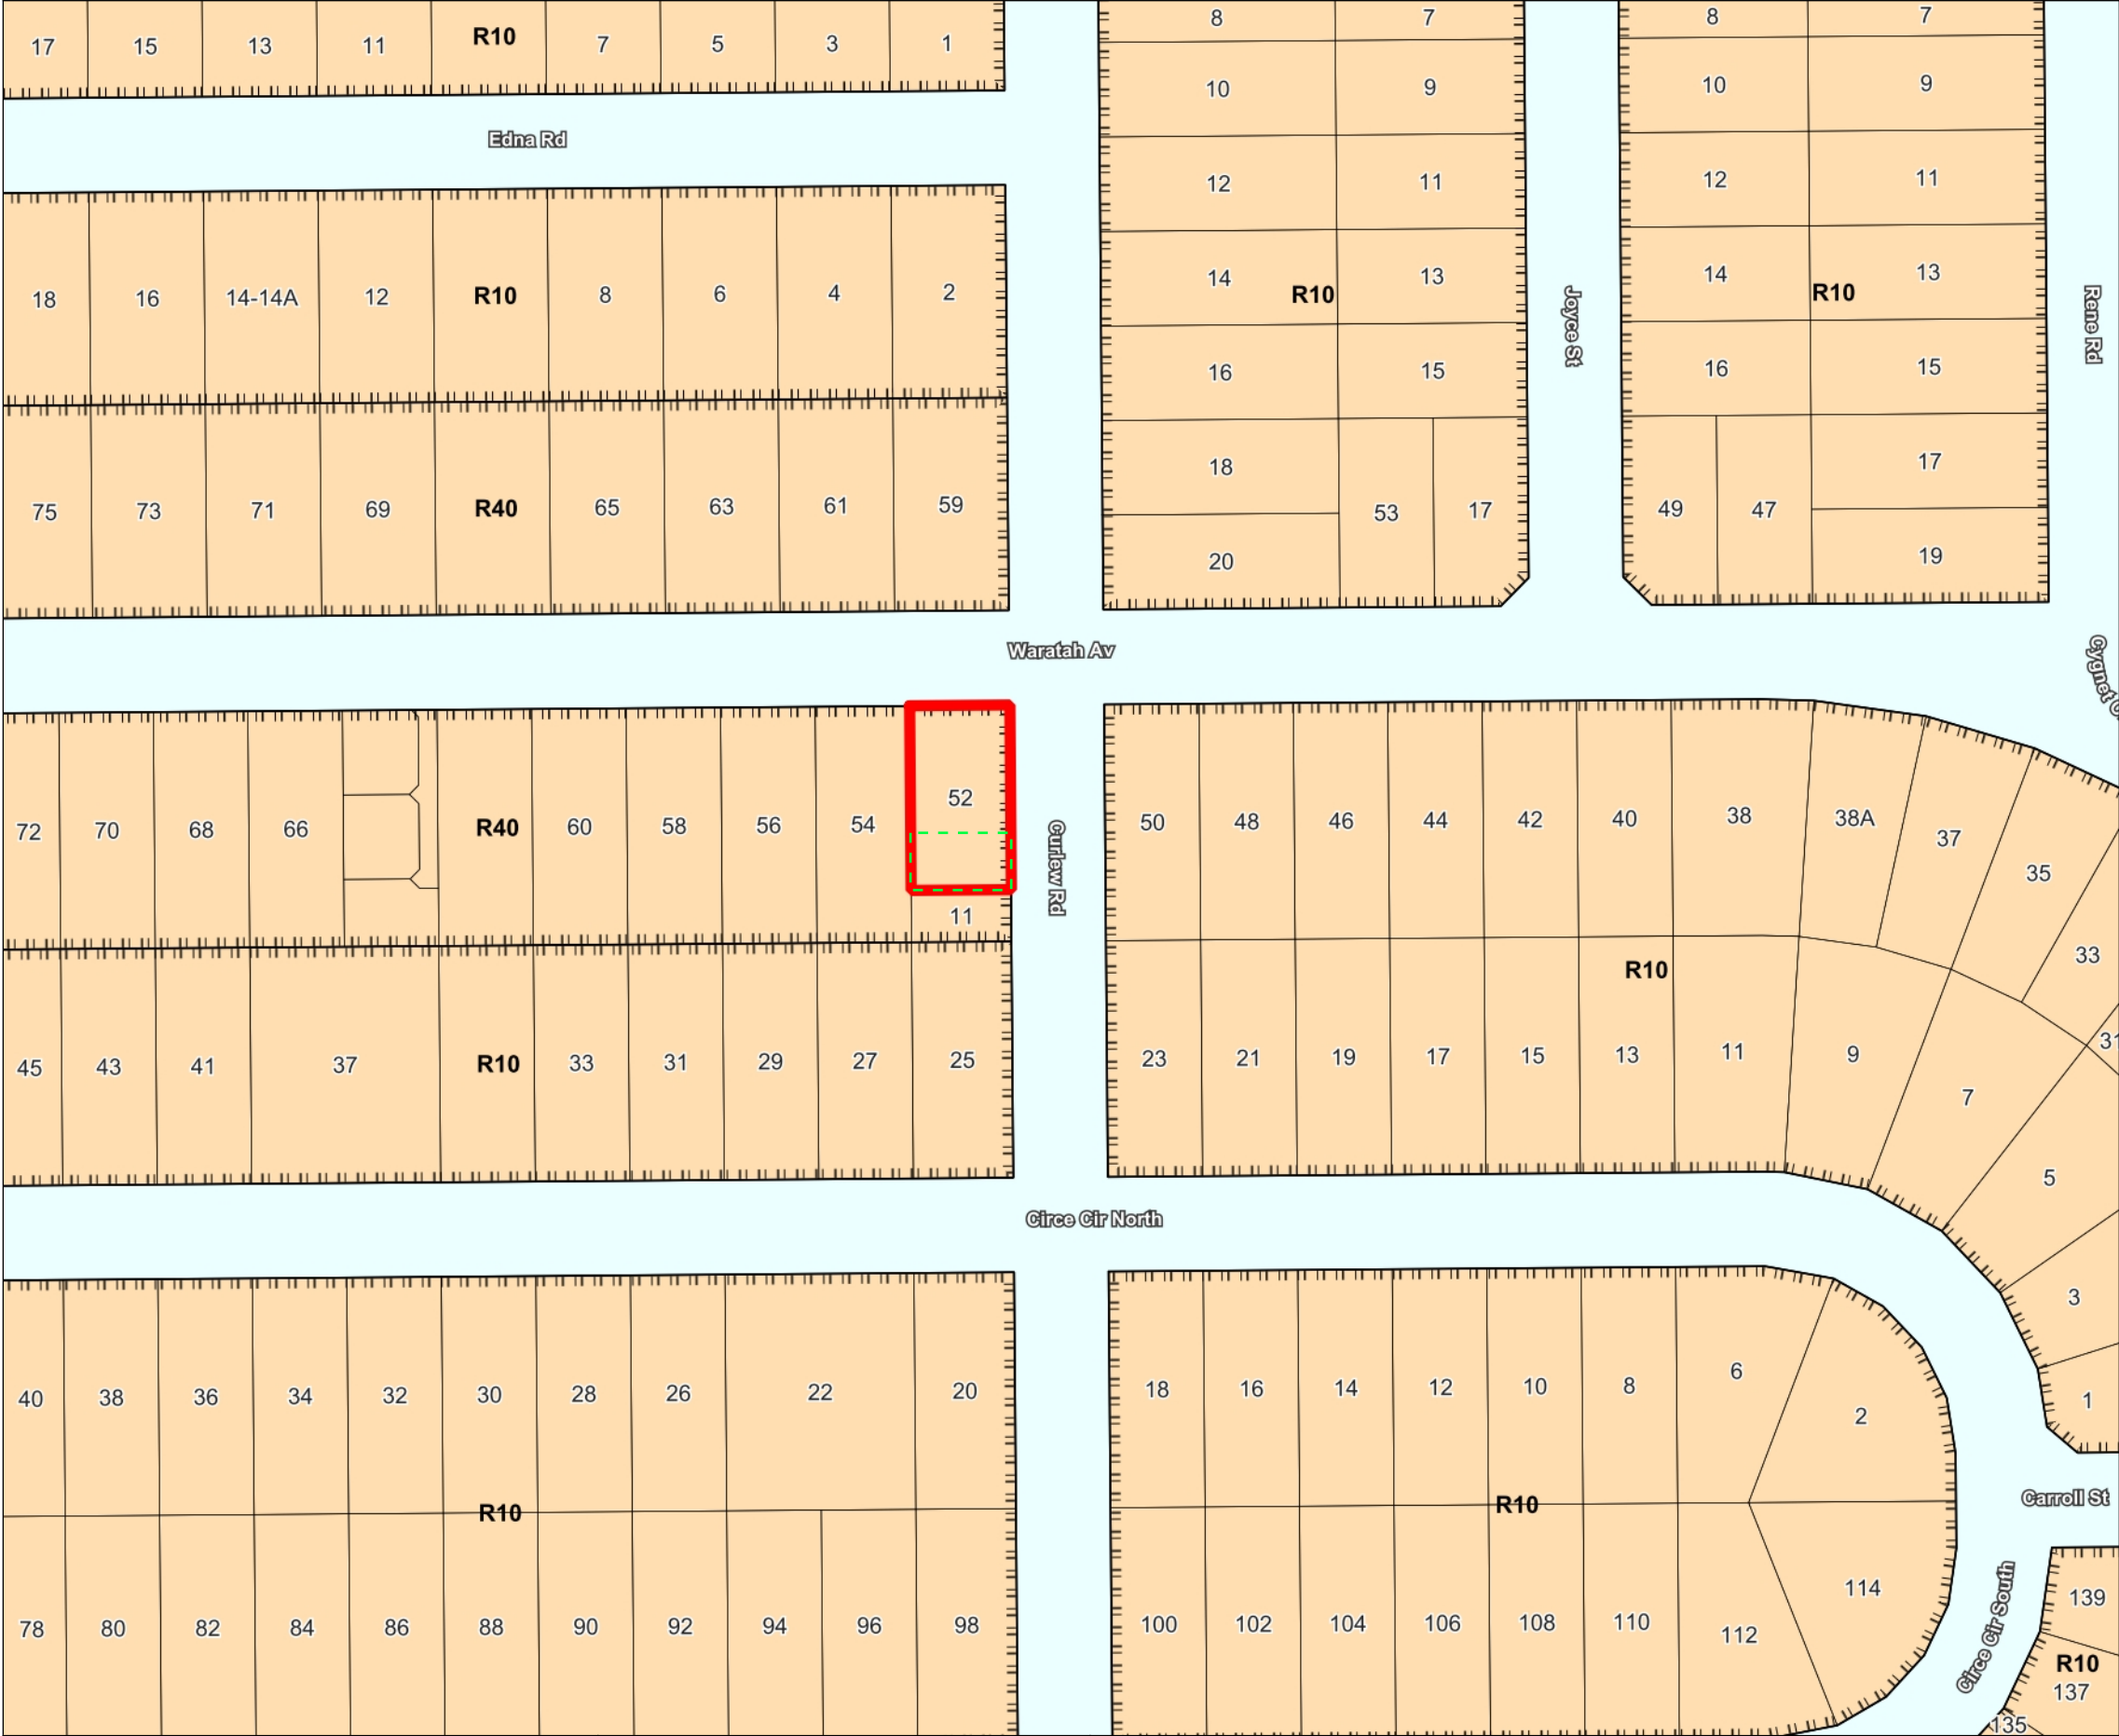 17 15 13 11 R10 7 5 3 1
8 7
8 7
10 9
10 9
Edna Rd
12 11
12 11
18 16 14-14A 12 R10 8 6 4 2
14 R10 13
14 R10 13
Joyce St
Rene Rd
16 15
16 15
75 73 71 69 R40 65 63 61 59
18 53 17
49 47 17
20
19
Waratah Av
Cygnet
72 70 68 66 R40 60 58 56 54 52
11
Curlew Rd
50 48 46 44 42 40 38 38A 37 35 33 31
R10
45 43 41 37 R10 33 31 29 27 25
23 21 19 17 15 13 11 9 7 5 3 1
Circe Cir North
40 38 36 34 32 30 28 26 22 20
18 16 14 12 10 8 6 2
R10
R10
Carroll St
78 80 82 84 86 88 90 92 94 96 98
100 102 104 106 108 110 112 114
Circe Cir South
139
R10
137
135